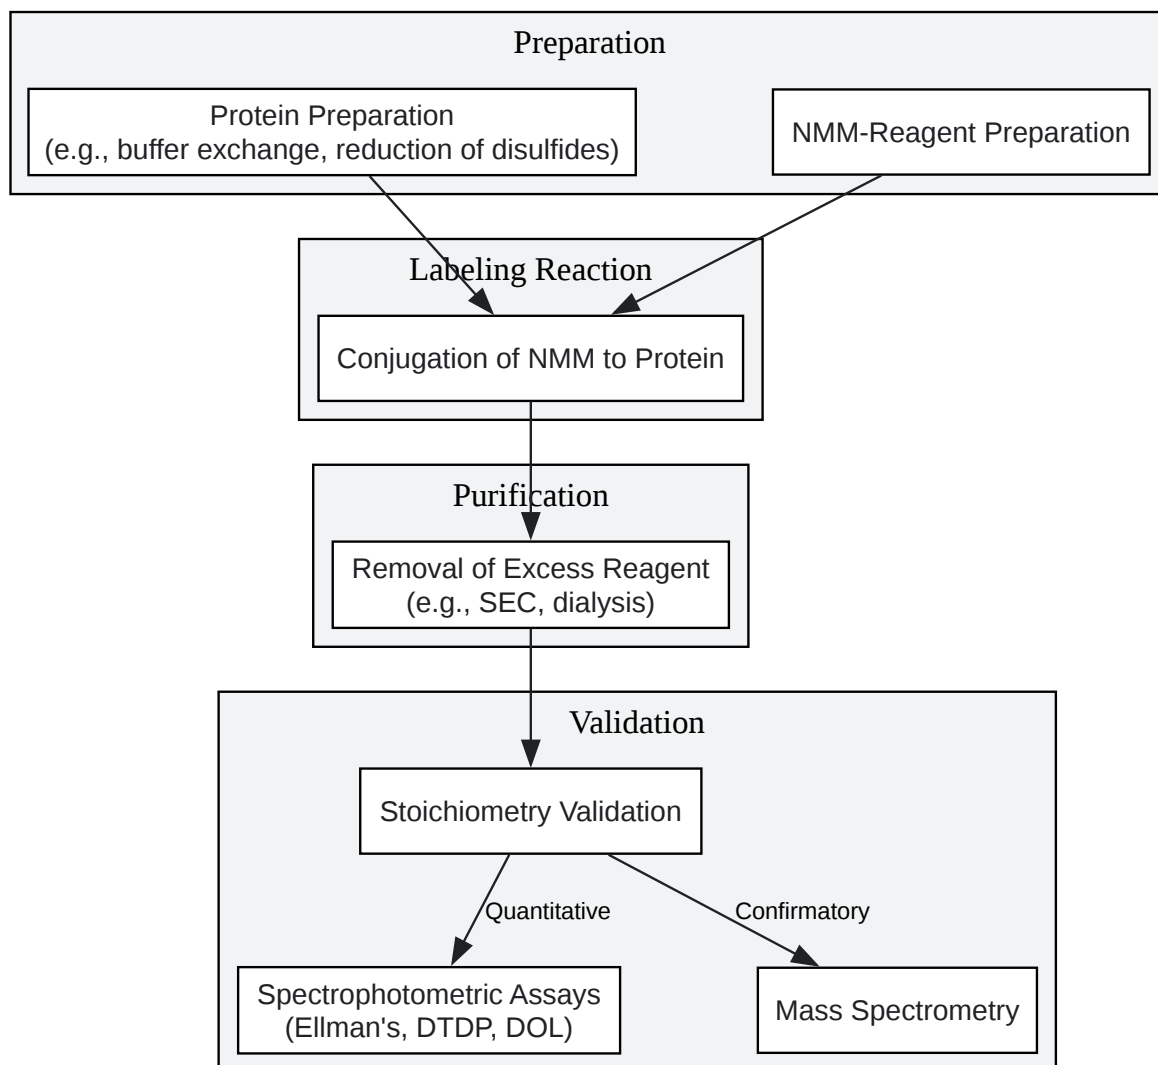 Preparation
Protein Preparation
(e.g., buffer exchange, reduction of disulfides)
NMM-Reagent Preparation
Labeling Reaction
Conjugation of NMM to Protein
Purification
Removal of Excess Reagent
(e.g., SEC, dialysis)
Validation
Stoichiometry Validation
Quantitative
Confirmatory
Spectrophotometric Assays
(Ellman's, DTDP, DOL)
Mass Spectrometry